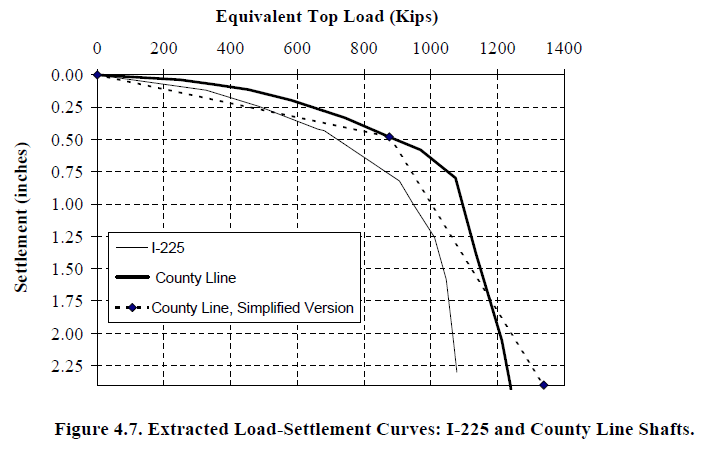 Equivalent Top Load (Kips)
0 200 400 600 800 1000 1200 1400
0.00
0.25
0.50
0.75
1.00
1.25
1.50
1.75
2.00
2.25
Settlement (inches)
I-225
County Lline
County Line, Simplified Version
Figure 4.7. Extracted Load-Settlement Curves: I-225 and County Line Shafts.